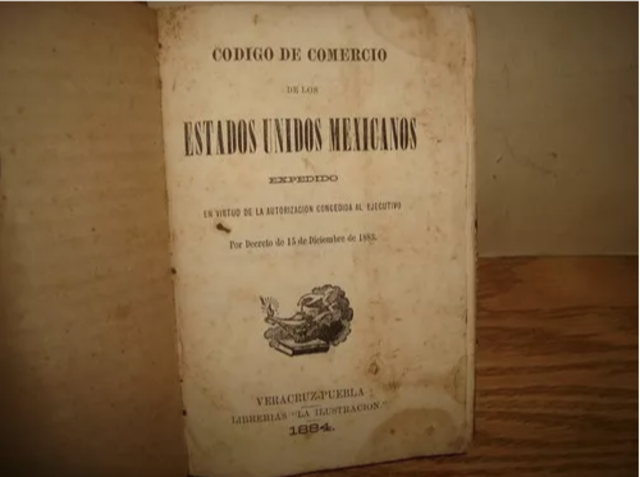 CODIGO DE COMERCIO
DE LOS
ESTADOS UNIDOS MEXICANOS
EXPEDIDO
EN VIRTUD DE LA AUTORIZACIÓN CONCEDIDA AL EJECUTIVO
Por Decreto de 15 de Diciembre de 1883.
VERACRUZ-PUEBLA
LIBRERIAS "LA ILUSTRACION."
1884.